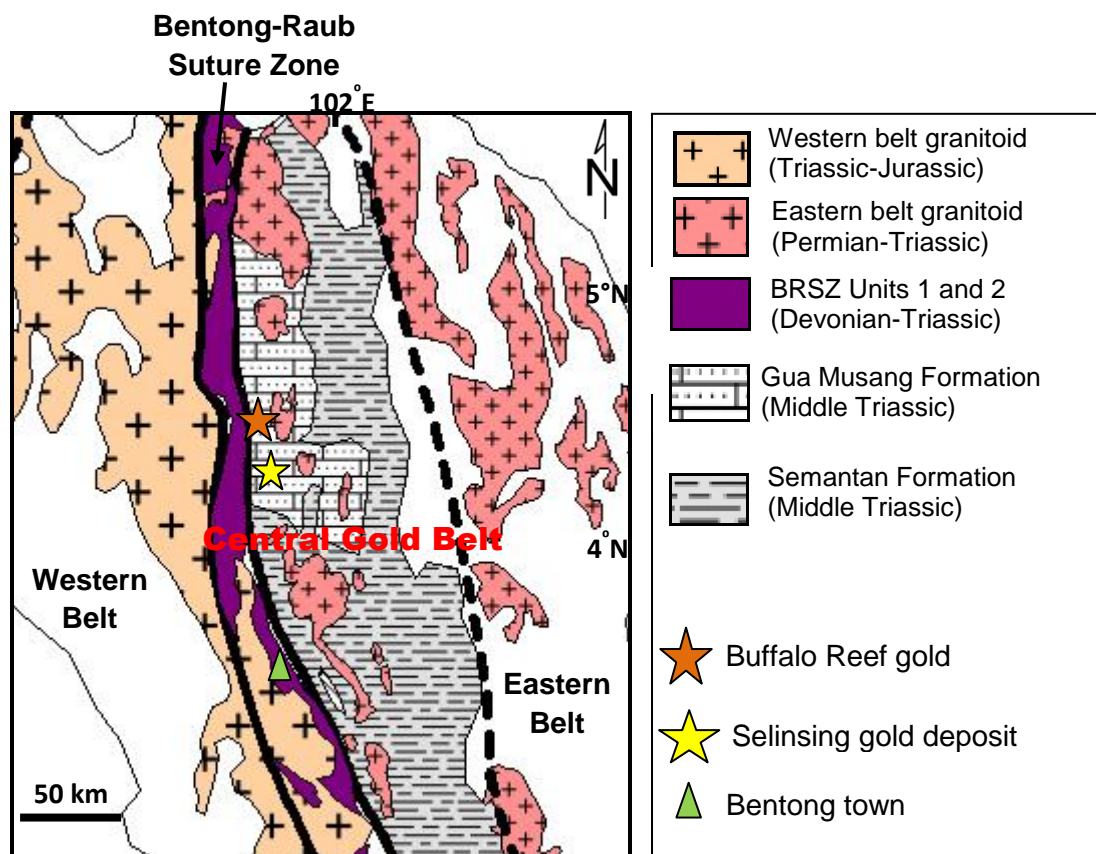 Bentong-Raub
Suture Zone
102°E
N
5°N
Central Gold Belt
4°N
Western
Belt
Eastern
Belt
50 km
Western belt granitoid
(Triassic-Jurassic)
Eastern belt granitoid
(Permian-Triassic)
BRSZ Units 1 and 2
(Devonian-Triassic)
Gua Musang Formation
(Middle Triassic)
Semantan Formation
(Middle Triassic)
Buffalo Reef gold
Selinsing gold deposit
Bentong town